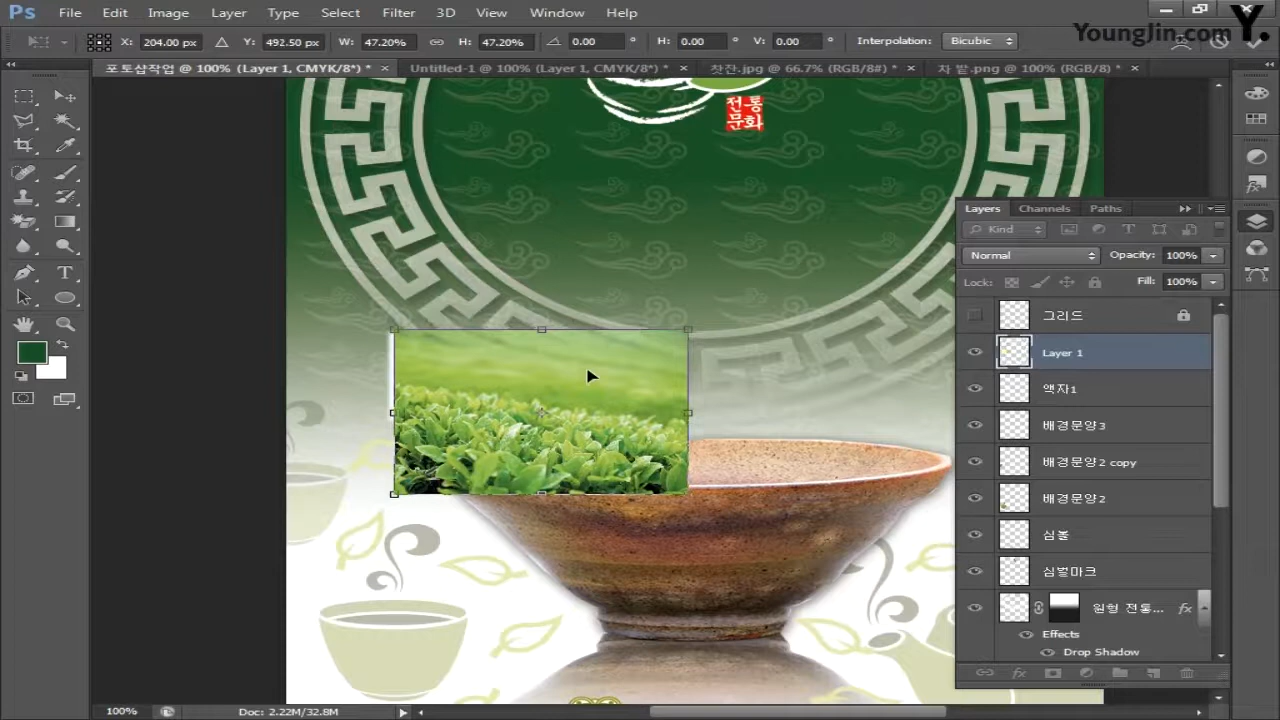 Ps File Edit Image Layer Type Select Filter 3D View Window Help
YoungJin.com Y.
X: 204.00 px Y: 492.50 px W: 47.20% H: 47.20% 0.00 ° H: 0.00 ° V: 0.00 ° Interpolation: Bicubic
포토샵작업 @ 100% (Layer 1, CMYK/8*) * × Untitled-1 @ 100% (Layer 1, CMYK/8*) * × 찻잔.jpg @ 66.7% (RGB/8#) * × 차 밭.png @ 100% (RGB/8) * ×
전통
문화
Layers Channels Paths
Kind
Normal Opacity: 100%
Lock: Fill: 100%
그리드
Layer 1
액자1
배경문양3
배경문양2 copy
배경문양2
심볼
심벌마크
원형 전통... fx
Effects
Drop Shadow
100% Doc: 2.22M/32.8M